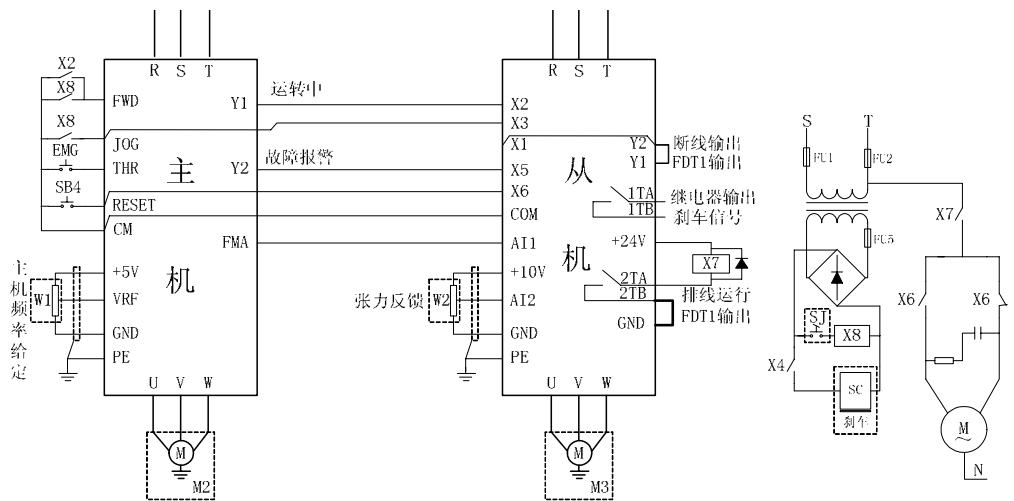 R S T
X2
X8
FWD
X8
JOG
EMG
THR
SB4
RESET
CM
Y1
Y2
FMA
主
机
+5V
VRF
GND
PE
W1
主机频率给定
U V W
M
M2
运转中
故障报警
张力反馈
W2
R S T
X2
X3
X1
X5
X6
COM
AI1
+10V
AI2
GND
PE
从
机
Y2
Y1
1TA
1TB
+24V
2TA
2TB
GND
U V W
M
M3
断线输出
FDT1输出
继电器输出
刹车信号
X7
排线运行
FDT1输出
S T
FU1
FU2
FU5
X7
X6
X6
SJ
X8
X4
SC
刹车
M
~
N